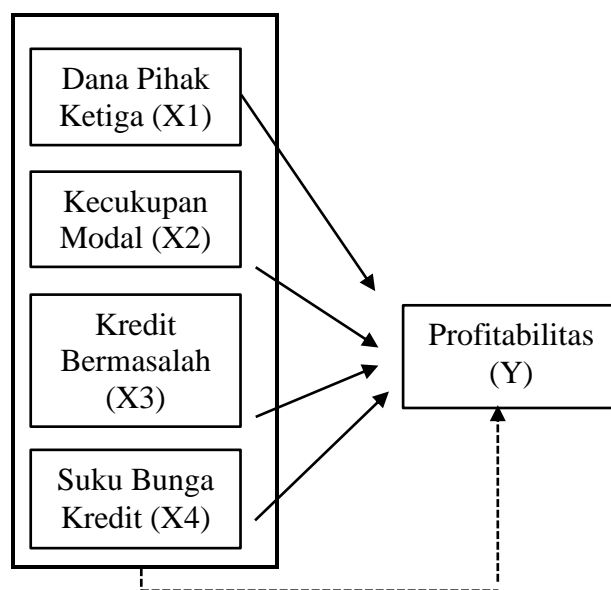 Dana Pihak
Ketiga (X1)
Kecukupan
Modal (X2)
Kredit
Bermasalah
(X3)
Suku Bunga
Kredit (X4)
Profitabilitas
(Y)